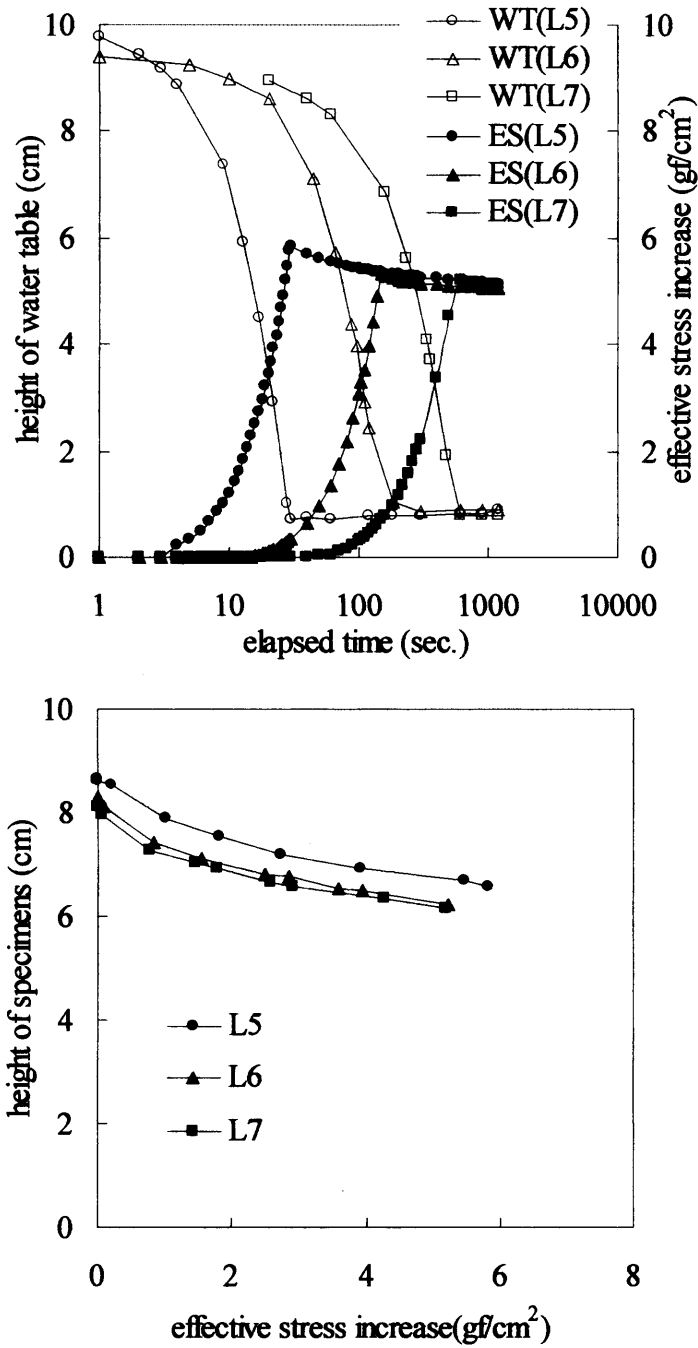 WT(L5)
WT(L6)
WT(L7)
ES(L5)
ES(L6)
ES(L7)
height of water table (cm)
10
8
6
4
2
0
effective stress increase (gf/cm²)
10
8
6
4
2
0
1 10 100 1000 10000
elapsed time (sec.)
height of specimens (cm)
10
8
6
4
2
0
L5
L6
L7
0 2 4 6 8
effective stress increase(gf/cm²)